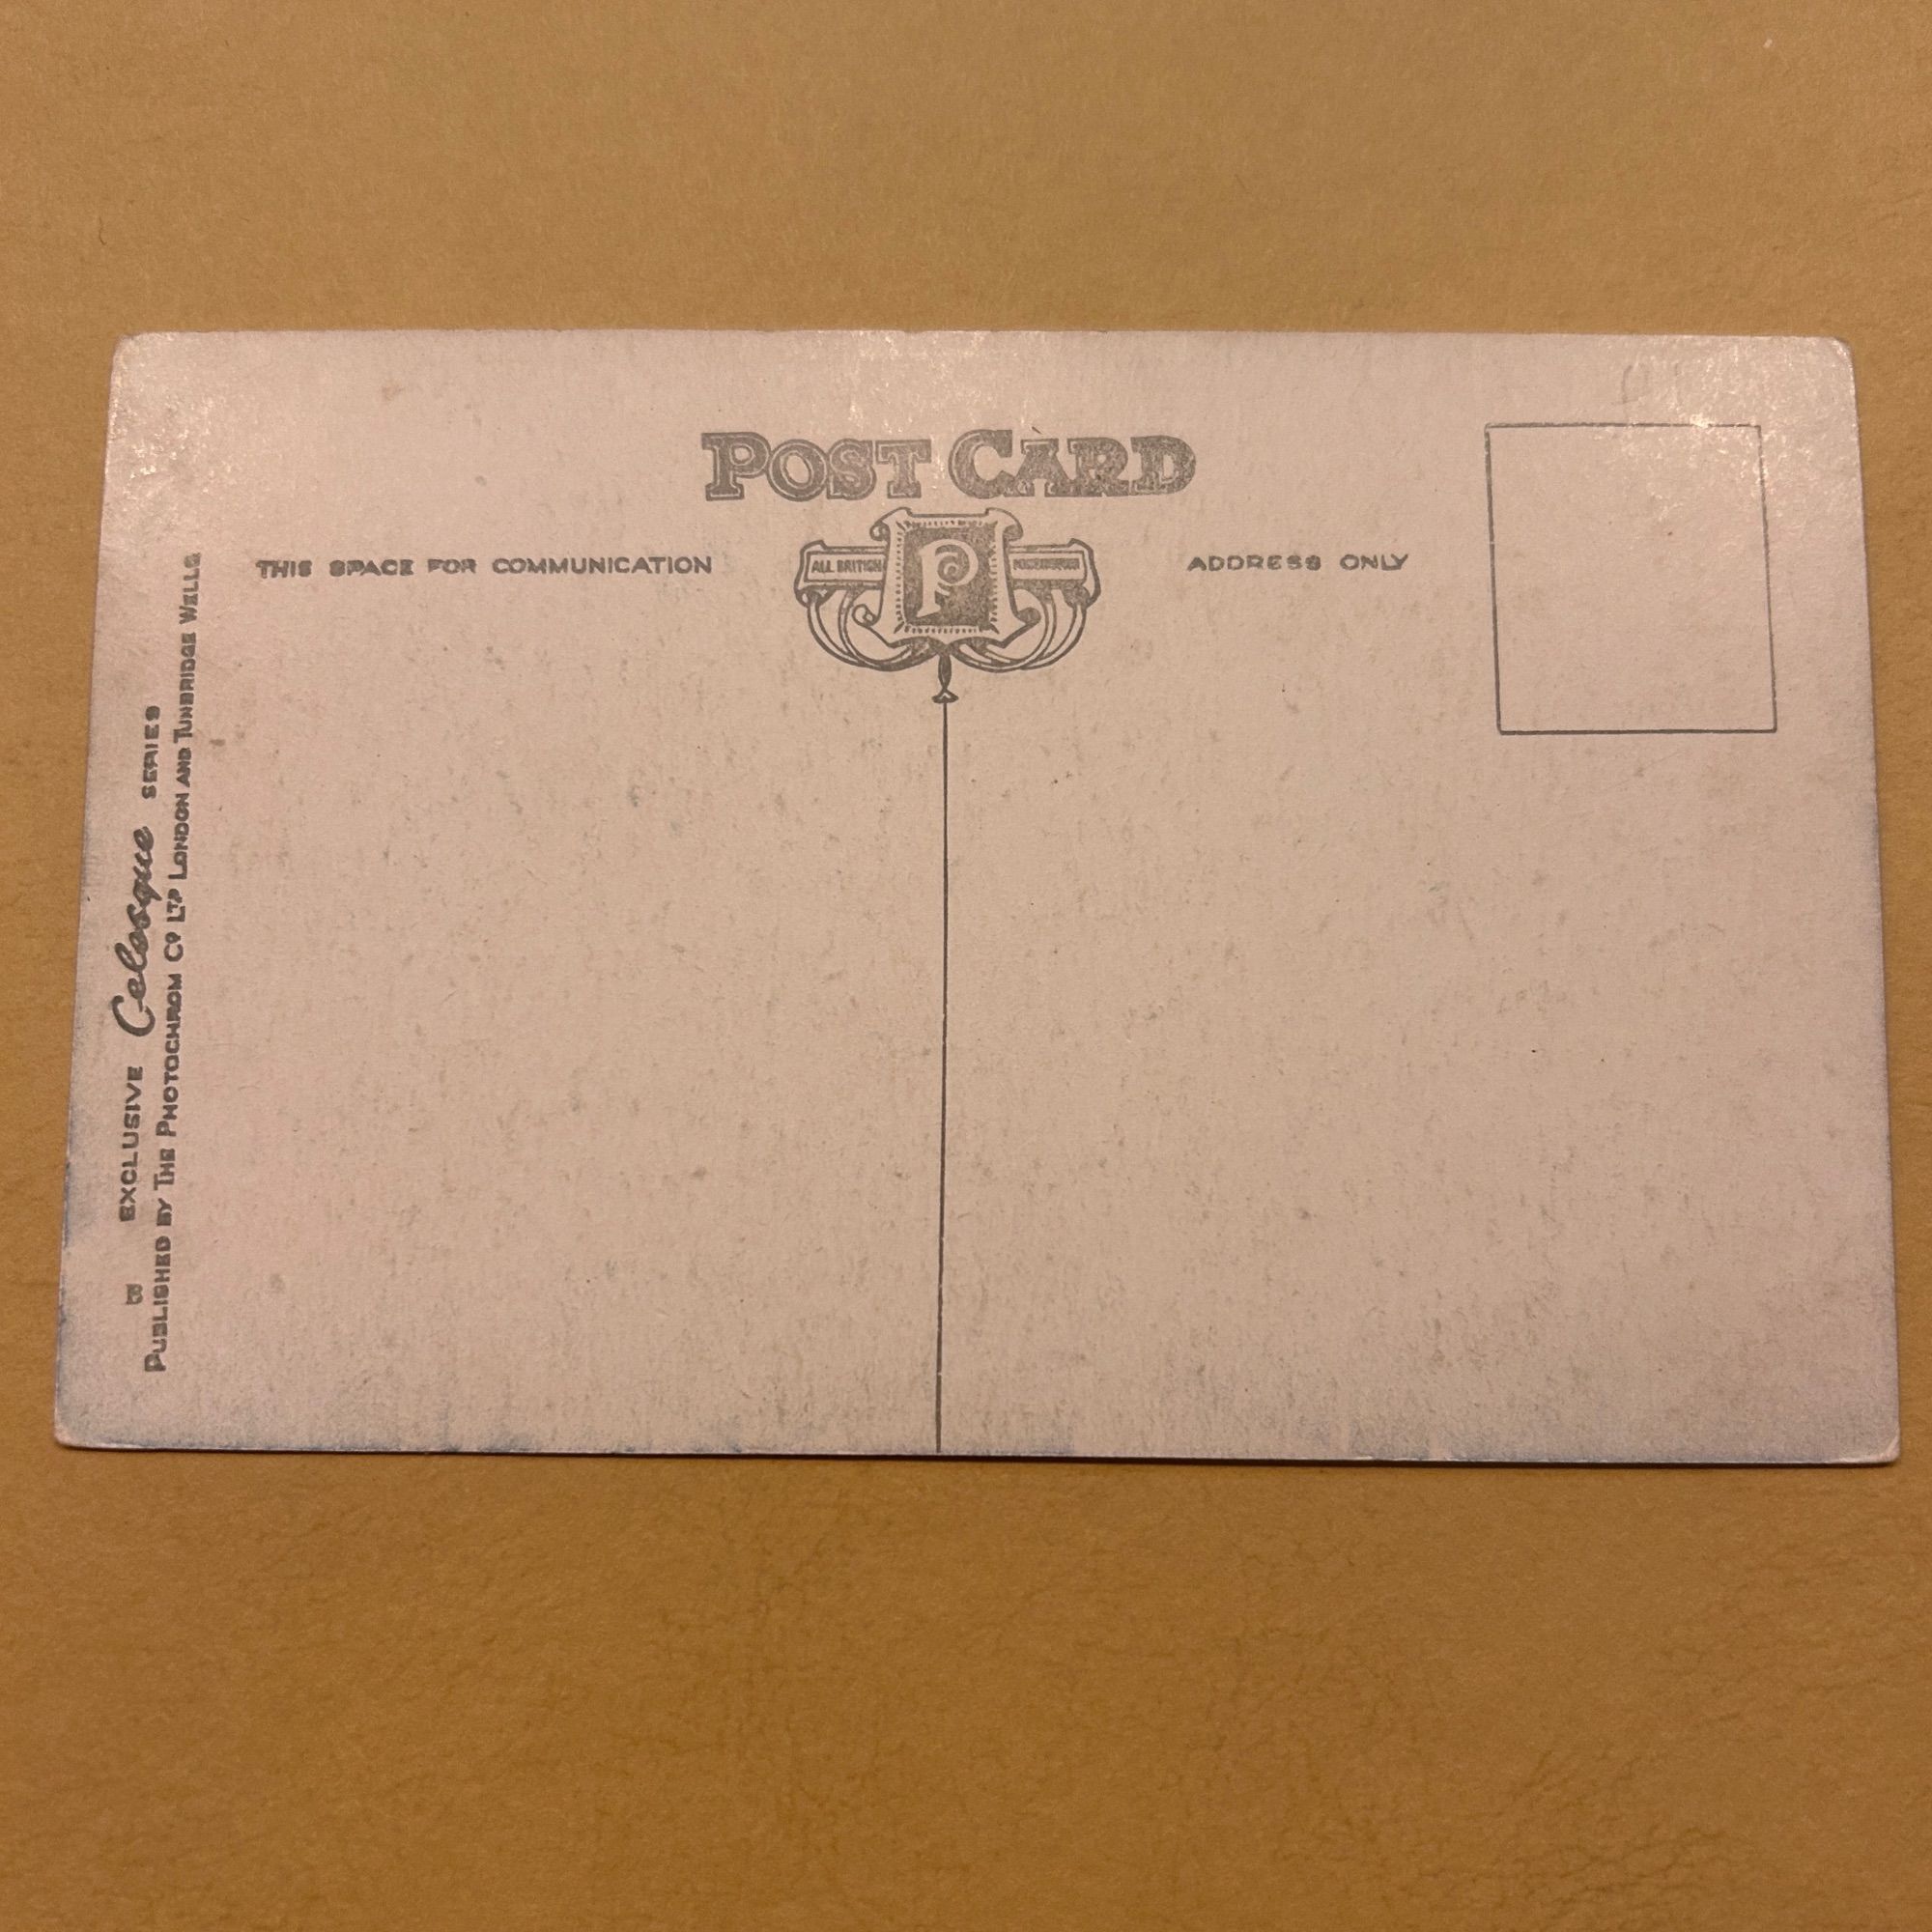 POST CARD
THIS SPACE FOR COMMUNICATION
ALL BRITISH
P
ADDRESS ONLY
EXCLUSIVE Celesque SERIES
PUBLISHED BY THE PHOTOCHROM CO LTD LONDON AND TUNBRIDGE WELLS